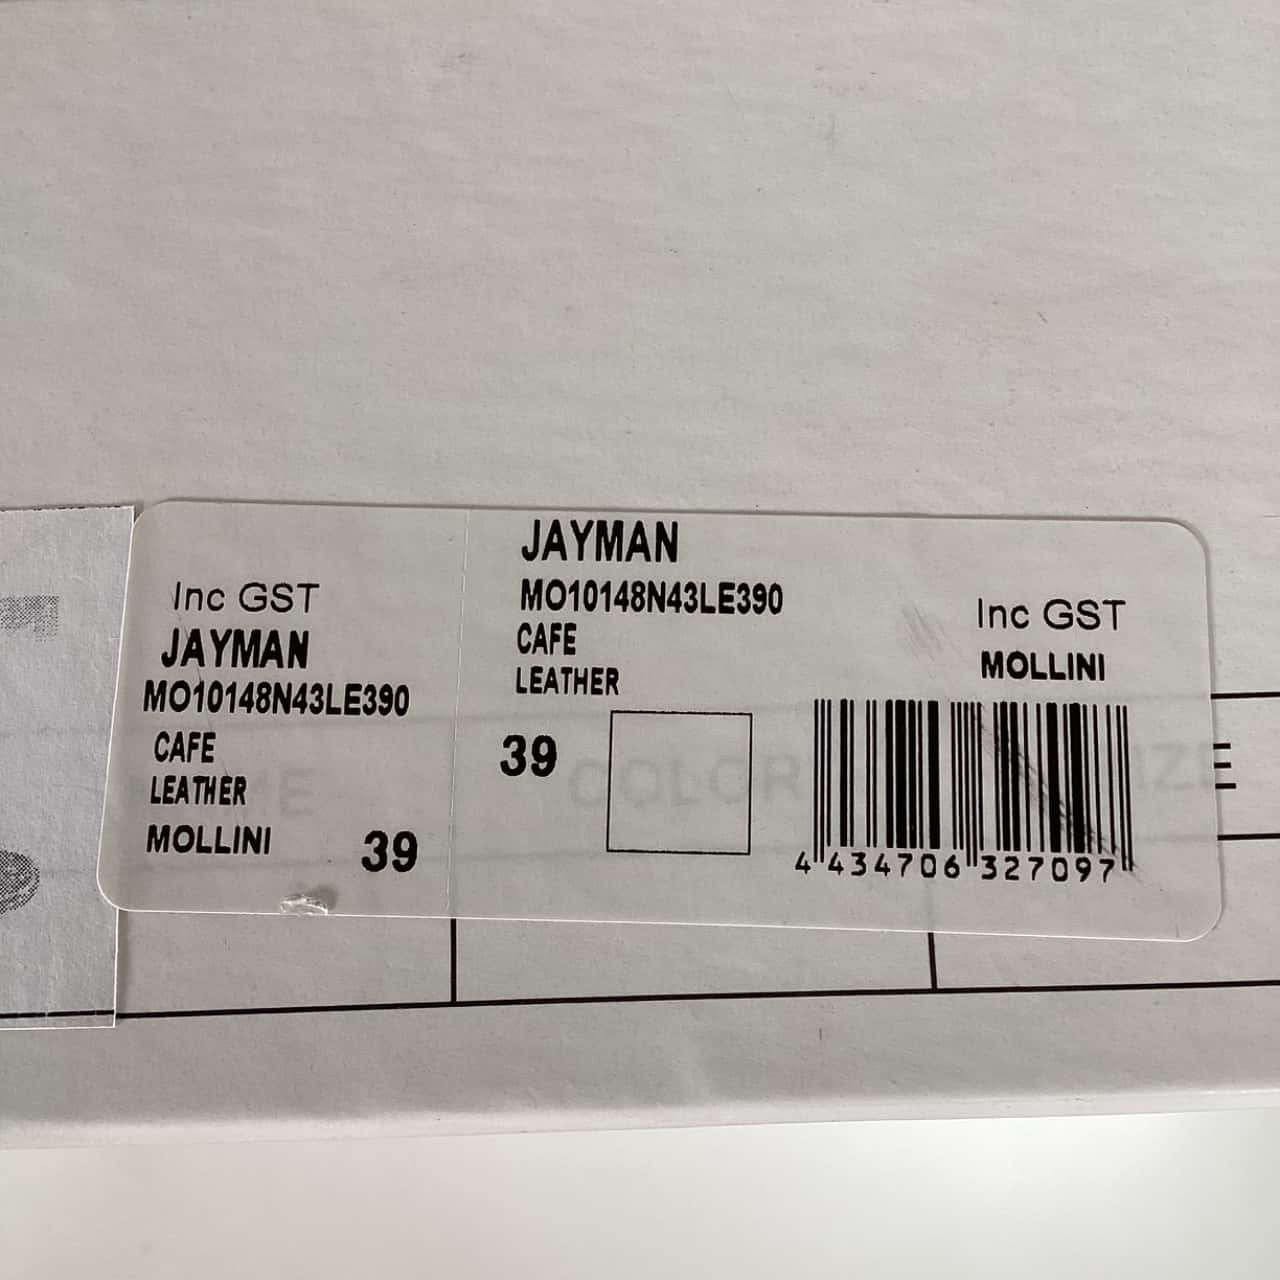 Inc GST
JAYMAN
MO10148N43LE390
CAFE
LEATHER
MOLLINI 39
JAYMAN
MO10148N43LE390
CAFE
LEATHER
39
Inc GST
MOLLINI
4 434706 327097
COLOR